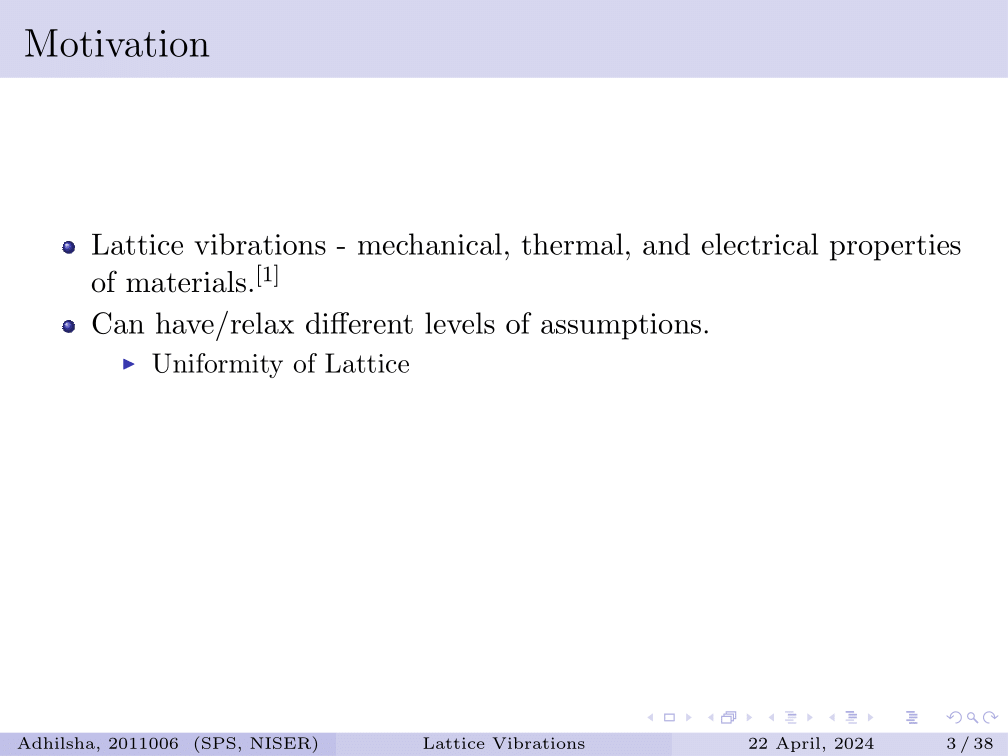 Motivation
Lattice vibrations - mechanical, thermal, and electrical properties
of materials.[1]
Can have/relax different levels of assumptions.
Uniformity of Lattice
Adhilsha, 2011006 (SPS, NISER) Lattice Vibrations 22 April, 2024 3 / 38